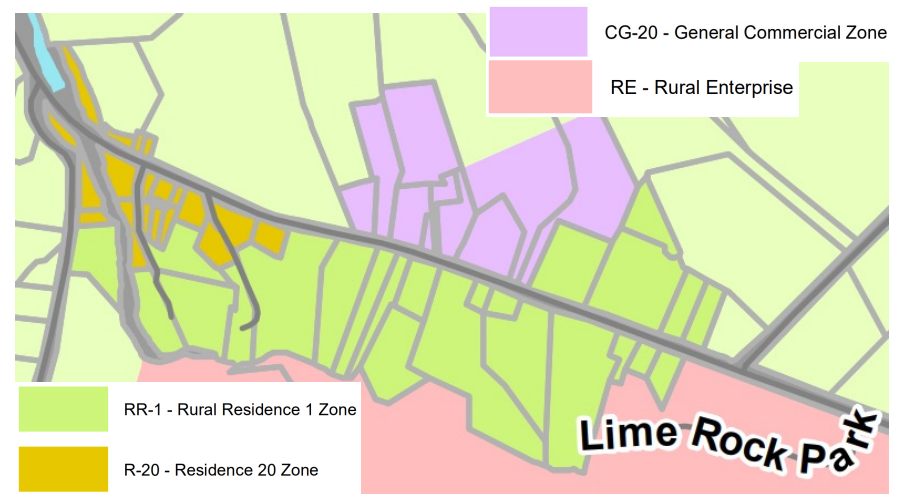 CG-20 - General Commercial Zone
RE - Rural Enterprise
RR-1 - Rural Residence 1 Zone
R-20 - Residence 20 Zone
Lime Rock Park